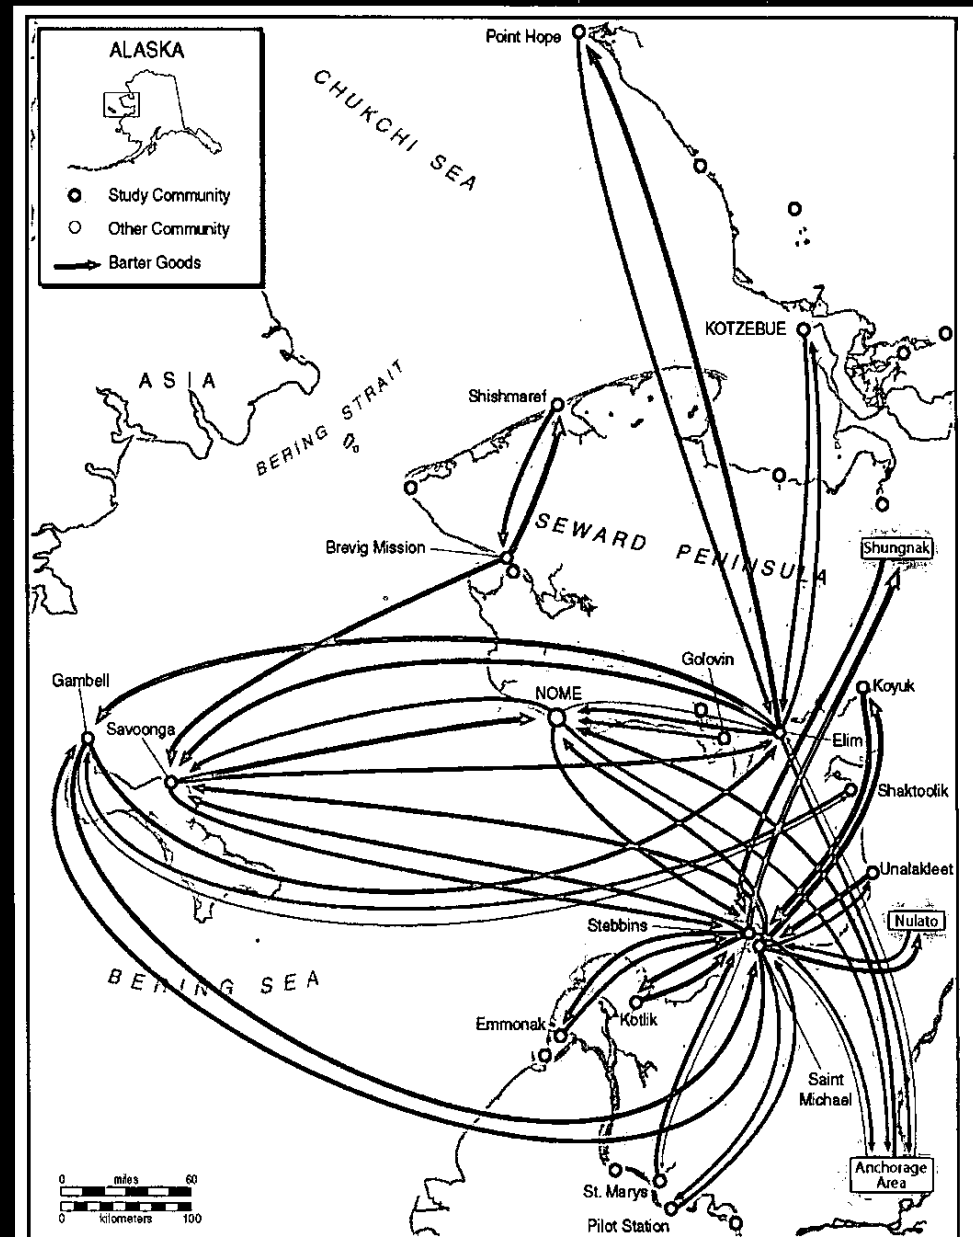 ALASKA
Study Community
Other Community
Barter Goods
Point Hope
CHUKCHI SEA
KOTZEBUE
ASIA
BERING STRAIT
Shishmaref
SEWARD PENINSULA
Brevig Mission
Shungnak
Golovin
Gambell
NOME
Koyuk
Savoonga
Elim
Shaktoolik
Unalakleet
Stebbins
Nulato
BERING SEA
Kotlik
Emmonak
Saint
Michael
Anchorage
Area
0 miles 60
0 kilometers 100
St. Marys
Pilot Station